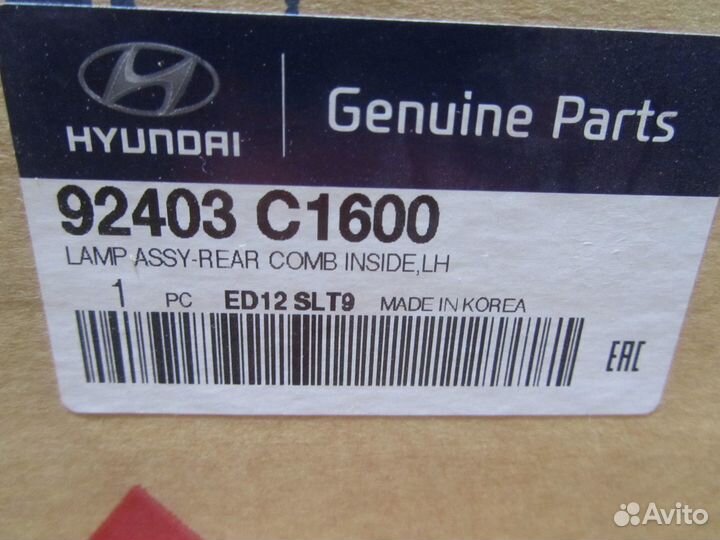 HYUNDAI
Genuine Parts
92403 C1600
LAMP ASSY-REAR COMB INSIDE,LH
1 PC ED12 SLT9 MADE IN KOREA
EAC
Avito